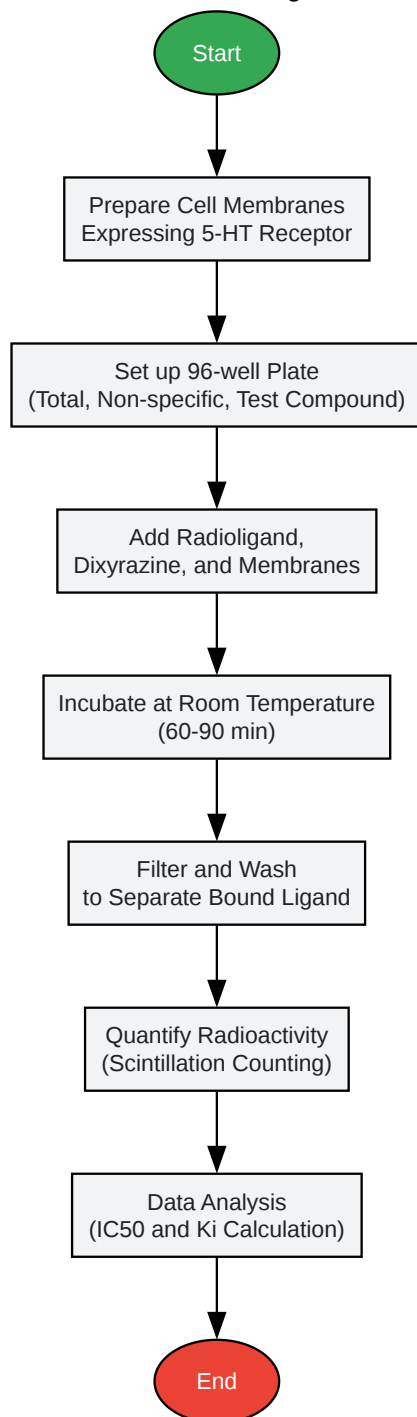 Start
Prepare Cell Membranes
Expressing 5-HT Receptor
Set up 96-well Plate
(Total, Non-specific, Test Compound)
Add Radioligand,
Dixyrazine, and Membranes
Incubate at Room Temperature
(60-90 min)
Filter and Wash
to Separate Bound Ligand
Quantify Radioactivity
(Scintillation Counting)
Data Analysis
(IC50 and Ki Calculation)
End